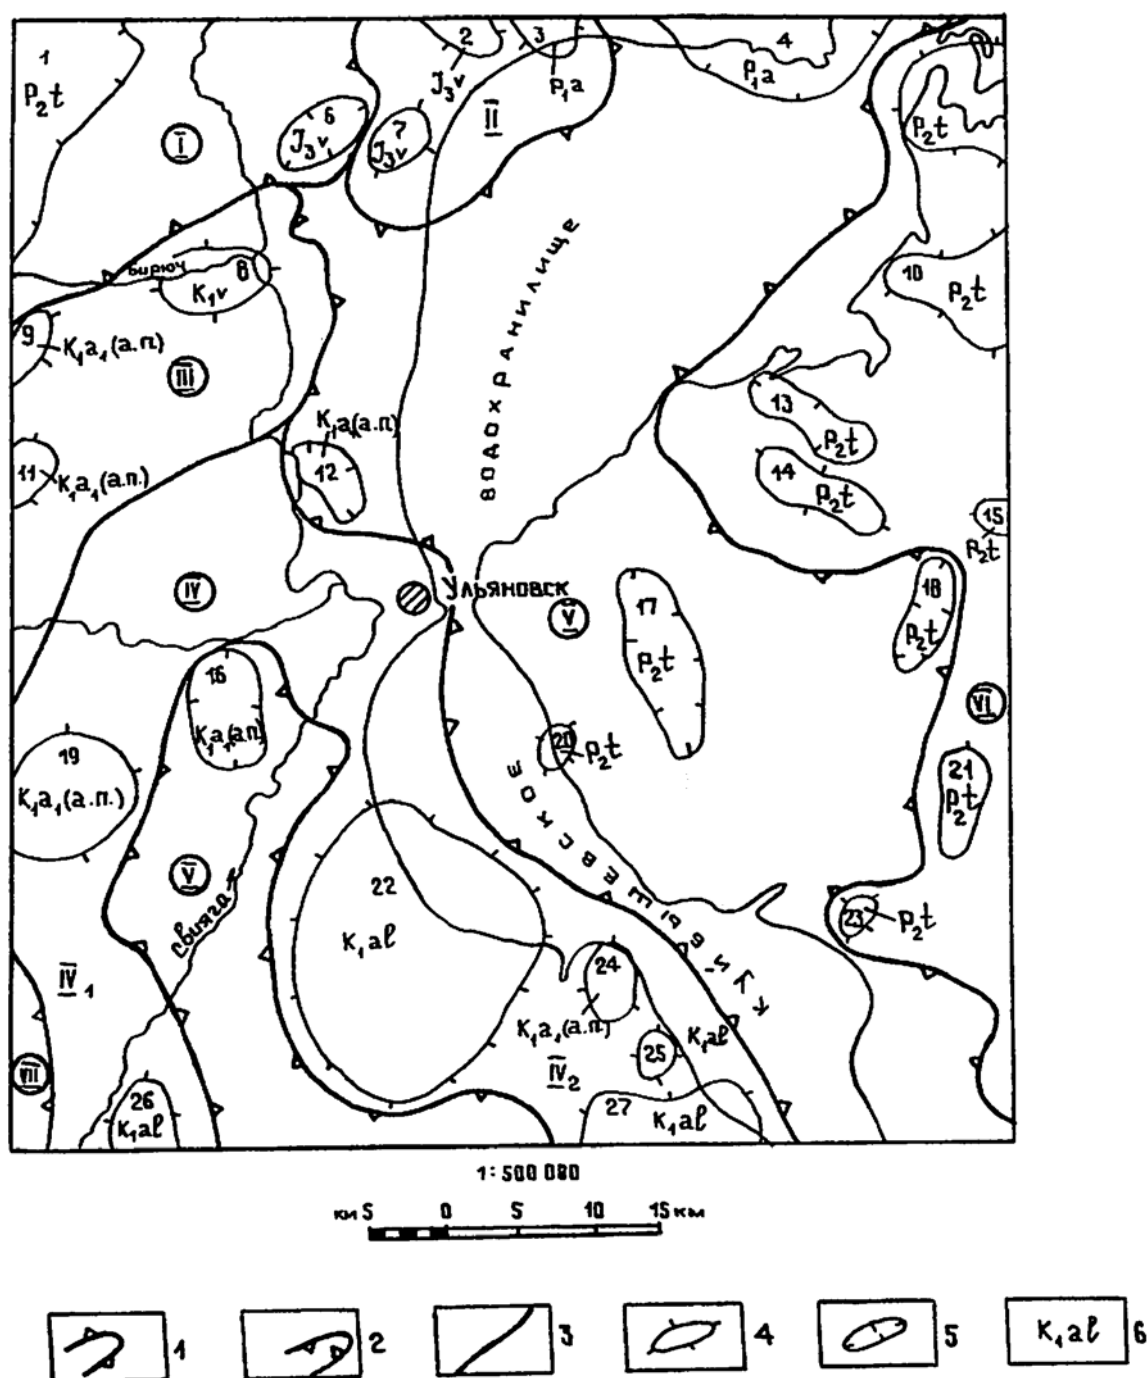 1
P₂t
2
J₃v
3
P₁a
4
P₁a
II
I
6
J₃v
7
J₃v
P₂t
бирюч
8
K₁v
10
P₂t
9
K₁a₁(а.п.)
III
ВОДОХРАНИЛИЩЕ
K₁a₁(а.п)
12
11
K₁a₁(а.п.)
13
P₂t
14
P₂t
15
P₂t
IV
Ульяновск
V
17
P₂t
18
P₂t
16
K₁a₁(а.п)
VI
19
K₁a₁(а.п.)
20
P₂t
21
P₂t
КУЙБЫШЕВСКОЕ
V
22
K₁al
23
P₂t
Свияга
IV₁
24
K₁a₁(а.п.)
K₁al
25
VII
IV₂
26
K₁al
27
K₁al
1:500 000
км 5 0 5 10 15 км
1 2 3 4 5 K₁al 6